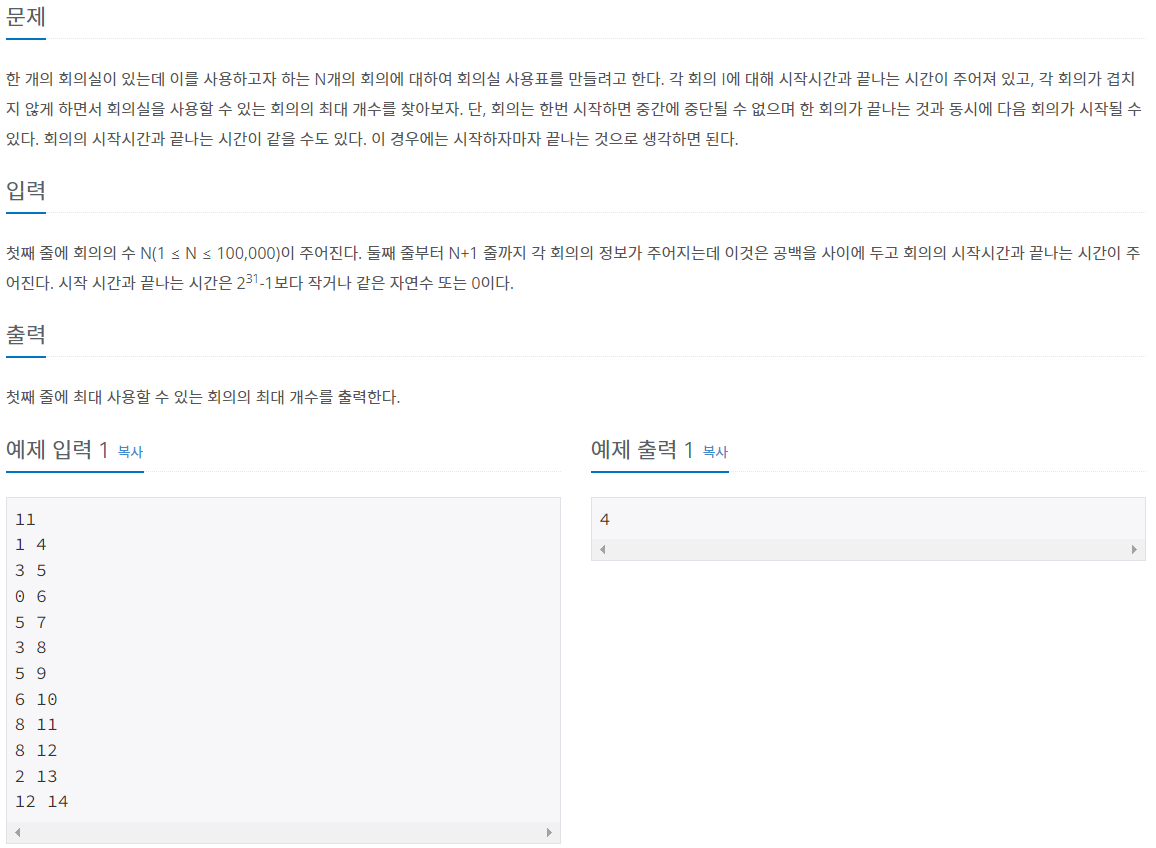 문제
한 개의 회의실이 있는데 이를 사용하고자 하는 N개의 회의에 대하여 회의실 사용표를 만들려고 한다. 각 회의 I에 대해 시작시간과 끝나는 시간이 주어져 있고, 각 회의가 겹치
지 않게 하면서 회의실을 사용할 수 있는 회의의 최대 개수를 찾아보자. 단, 회의는 한번 시작하면 중간에 중단될 수 없으며 한 회의가 끝나는 것과 동시에 다음 회의가 시작될 수
있다. 회의의 시작시간과 끝나는 시간이 같을 수도 있다. 이 경우에는 시작하자마자 끝나는 것으로 생각하면 된다.
입력
첫째 줄에 회의의 수 N(1 ≤ N ≤ 100,000)이 주어진다. 둘째 줄부터 N+1 줄까지 각 회의의 정보가 주어지는데 이것은 공백을 사이에 두고 회의의 시작시간과 끝나는 시간이 주
어진다. 시작 시간과 끝나는 시간은 2³¹-1보다 작거나 같은 자연수 또는 0이다.
출력
첫째 줄에 최대 사용할 수 있는 회의의 최대 개수를 출력한다.
예제 입력 1 복사
11
1 4
3 5
0 6
5 7
3 8
5 9
6 10
8 11
8 12
2 13
12 14
예제 출력 1 복사
4